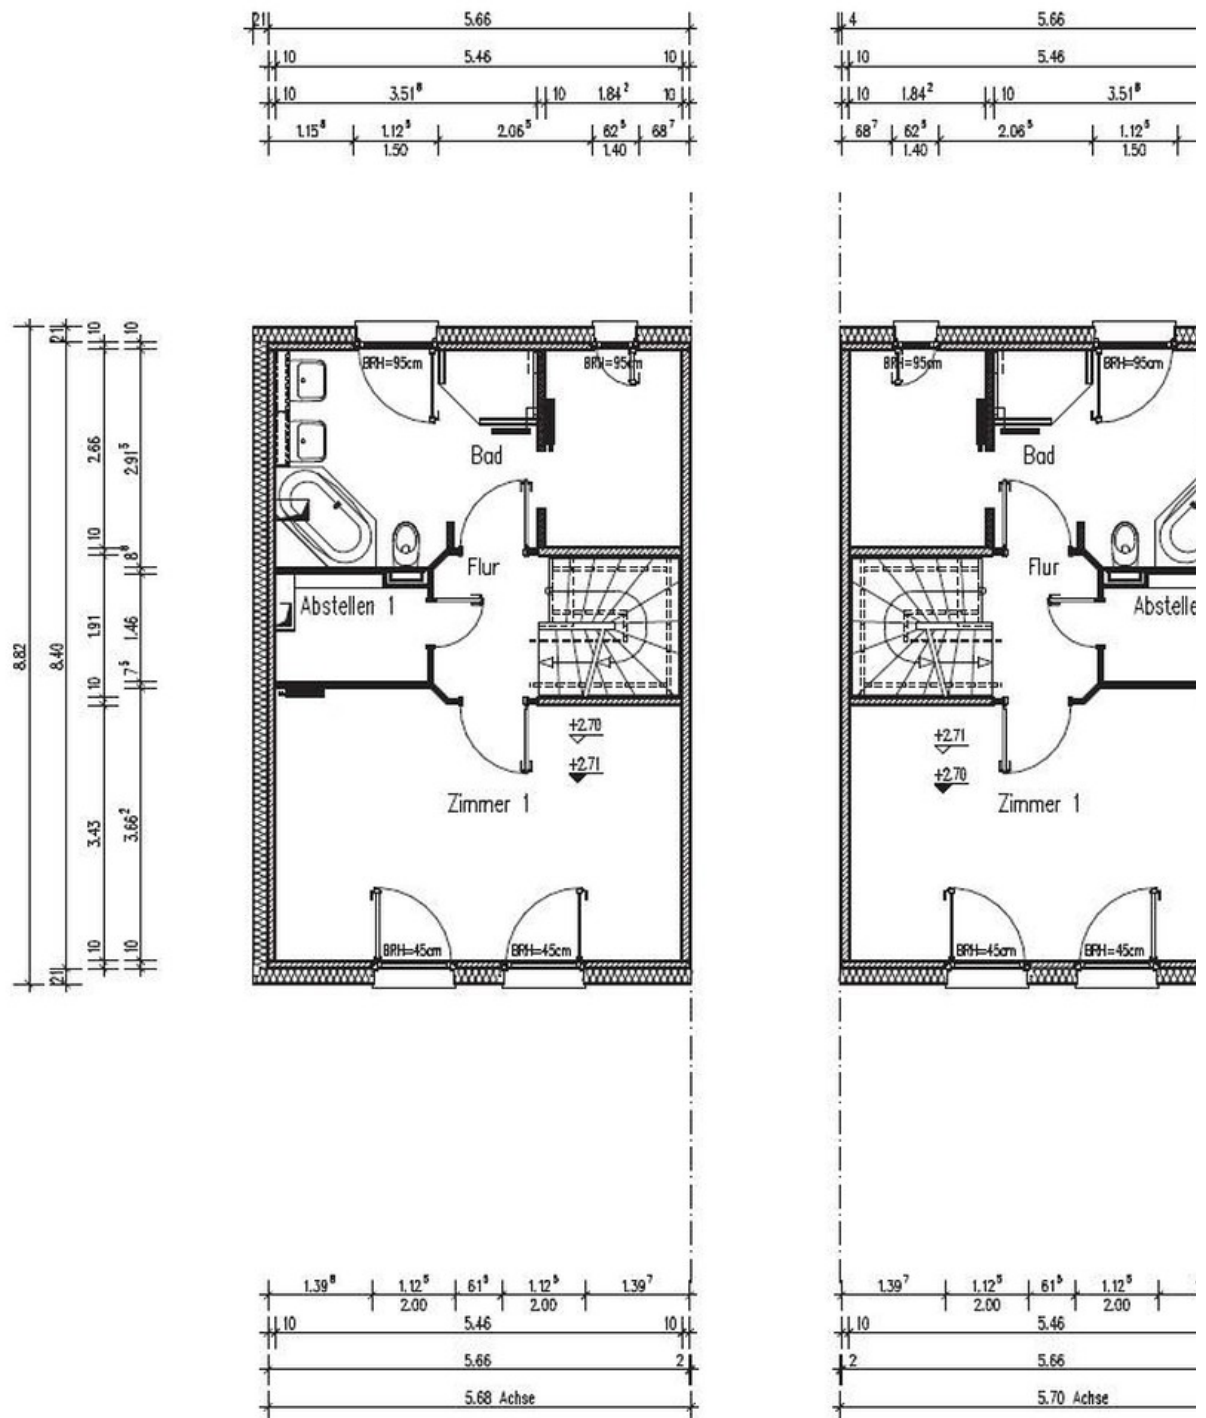 21 5.66 4 5.66
10 5.46 10 10 5.46
10 3.51⁸ 10 1.84² 10 10 1.84² 10 3.51⁸
1.15⁸ 1.12⁵ 2.06⁵ 62⁵ 68⁷ 68⁷ 62⁵ 2.06⁵ 1.12⁵
1.50 1.40 1.40 1.50
21 10 10
BRH=95cm BRH=95cm BRH=95cm BRH=95cm
2.66 2.91⁵
Bad Bad
10 8⁸
Flur Flur
Abstellen 1 Abstelle
8.82 8.40 1.91 1.46
10 7⁵
+2.70 +2.71
+2.71 +2.70
Zimmer 1 Zimmer 1
3.43 3.66²
BRH=45cm BRH=45cm BRH=45cm BRH=45cm
21 10 10
1.39⁸ 1.12⁵ 61⁵ 1.12⁵ 1.39⁷ 1.39⁷ 1.12⁵ 61⁵ 1.12⁵
2.00 2.00 2.00 2.00
10 5.46 10 10 5.46
5.66 2 2 5.66
5.68 Achse 5.70 Achse